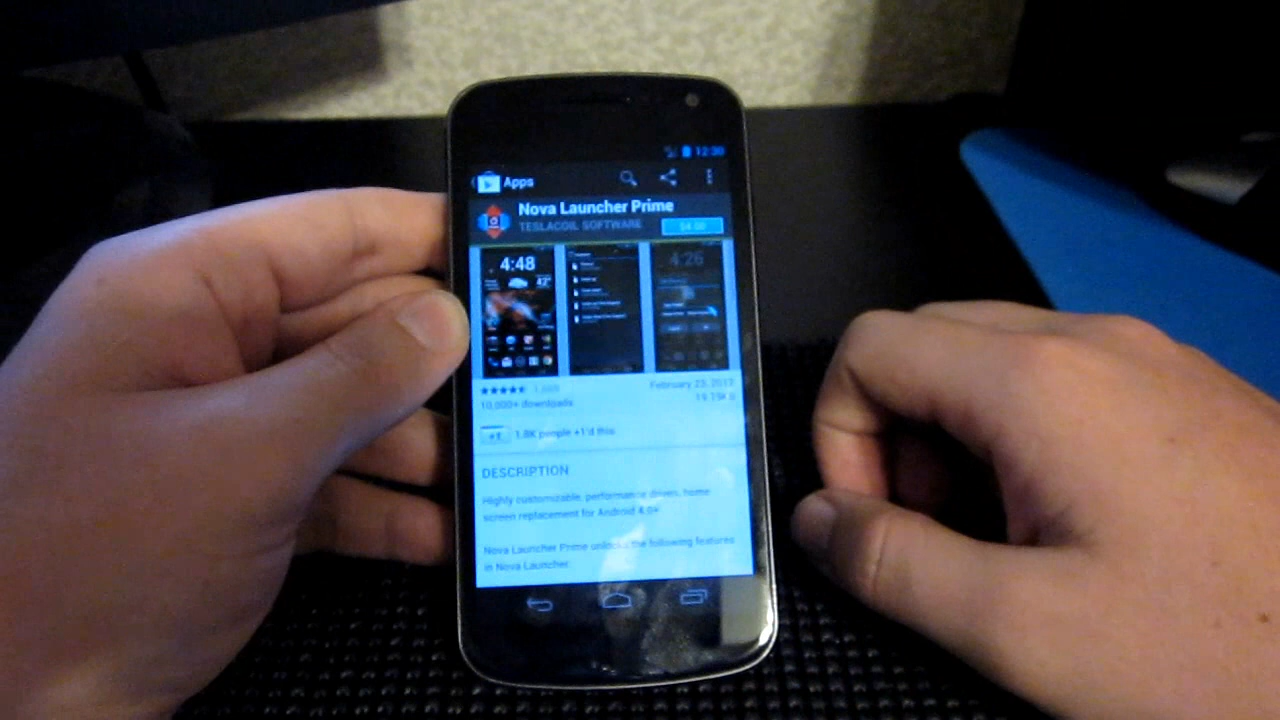 12:30
Apps
Nova Launcher Prime
TESLACOIL SOFTWARE
$4.00
4:48
42°
4:26
February 23, 2012
10,000+ downloads
+1 1.8K people +1'd this.
DESCRIPTION
Highly customizable, performance driven, home
screen replacement for Android 4.0+
Nova Launcher Prime unlocks the following features
in Nova Launcher